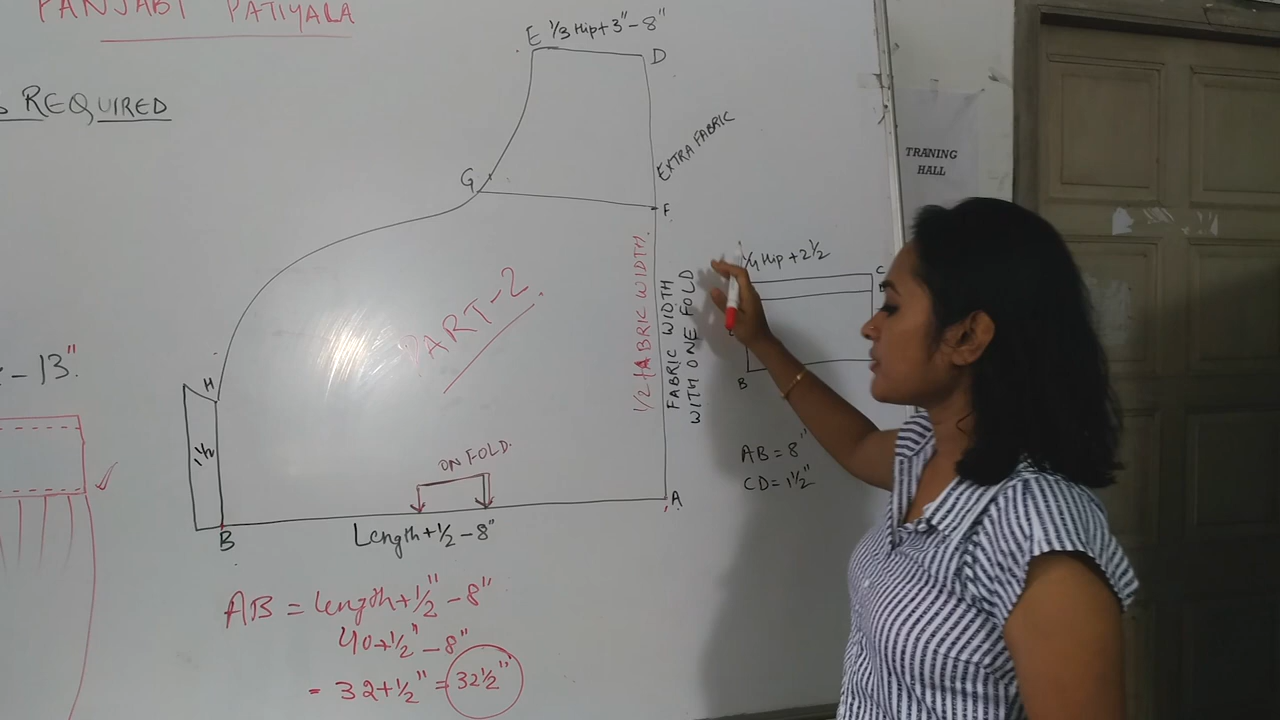 PANJABI PATIYALA
REQUIRED
- 13"
E 1/3 Hip + 3" - 8"
D
EXTRA FABRIC
G
F
PART-2
1/2 FABRIC WIDTH
FABRIC WIDTH
WITH ONE FOLD
H
1 1/2
ON FOLD
B
A
Length + 1/2 - 8"
AB = Length + 1/2" - 8"
40 + 1/2" - 8"
= 32 + 1/2" = 32 1/2"
1/4 Hip + 2 1/2
C
B
AB = 8"
CD = 1 1/2"
TRANING
HALL